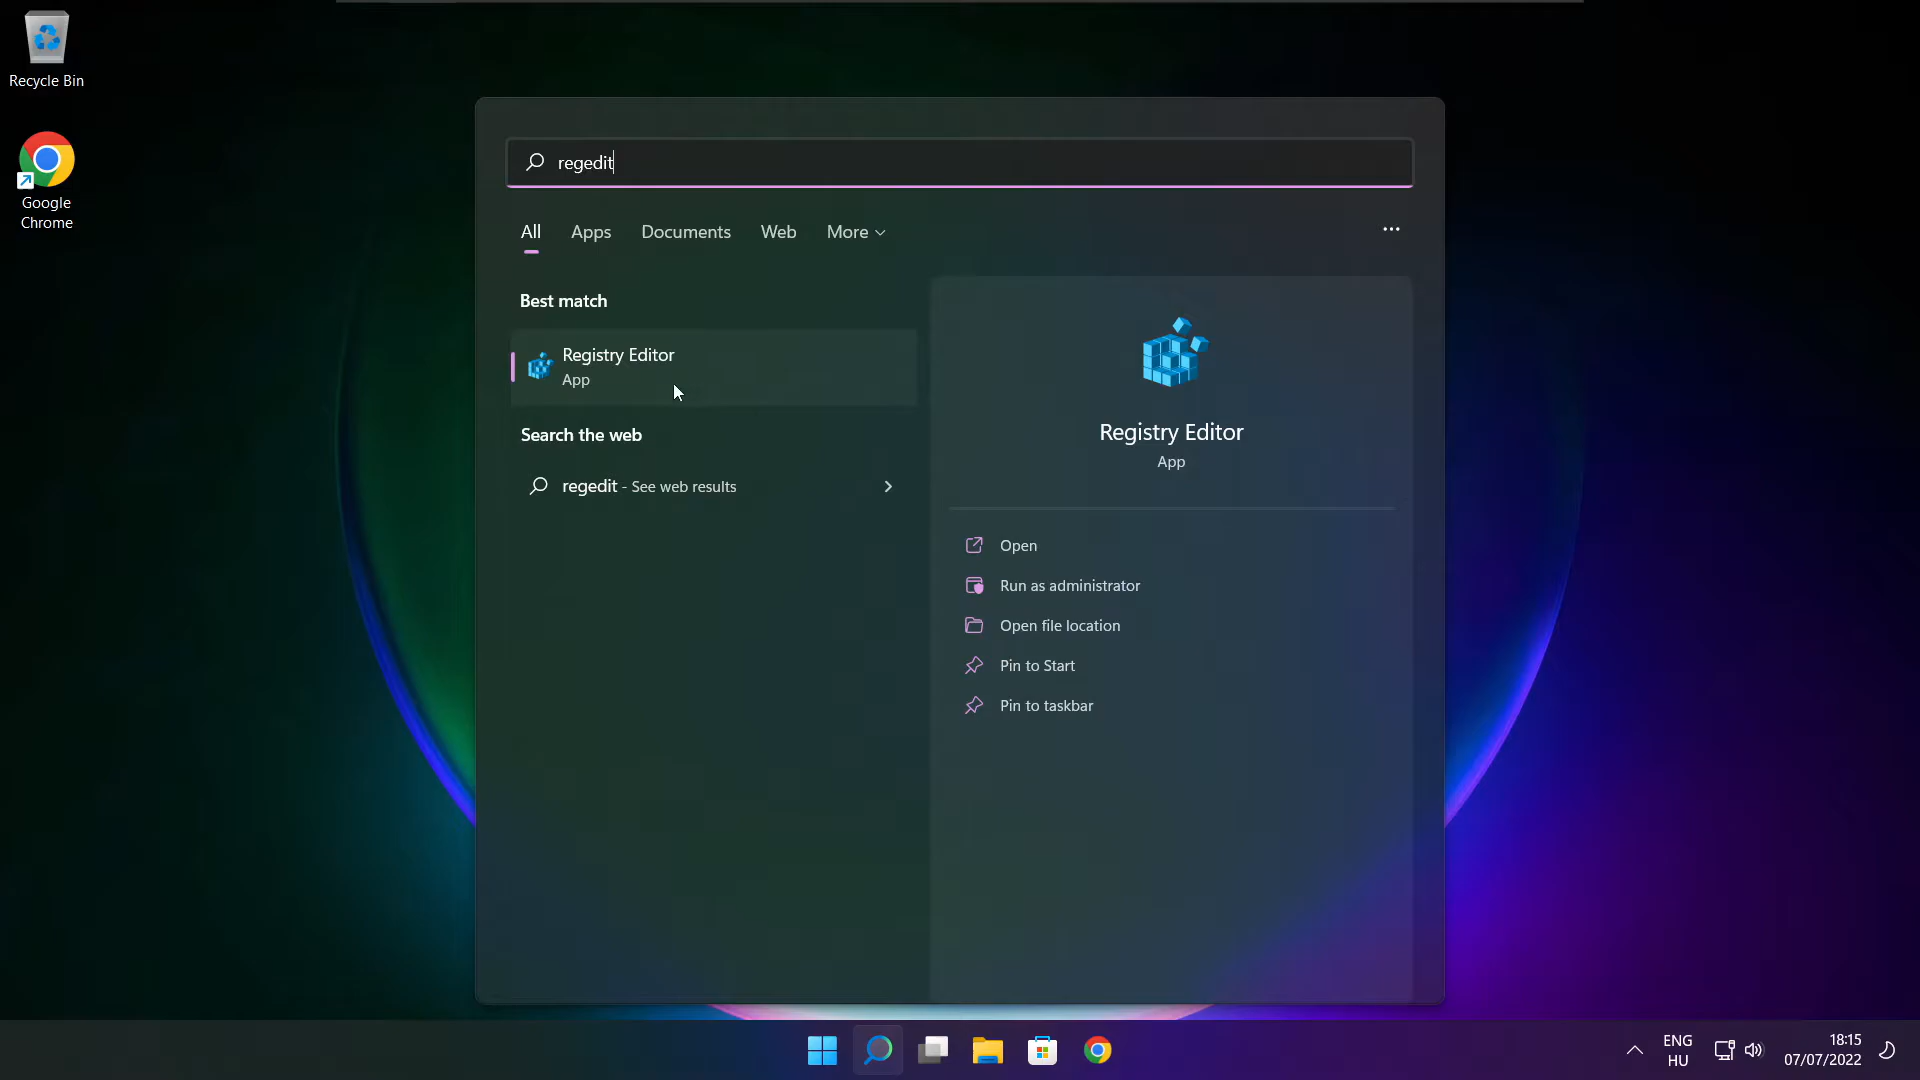 Recycle Bin
Google
Chrome
regedit
All Apps Documents Web More
Best match
Registry Editor
App
Search the web
regedit - See web results
Registry Editor
App
Open
Run as administrator
Open file location
Pin to Start
Pin to taskbar
ENG
HU
18:15
07/07/2022